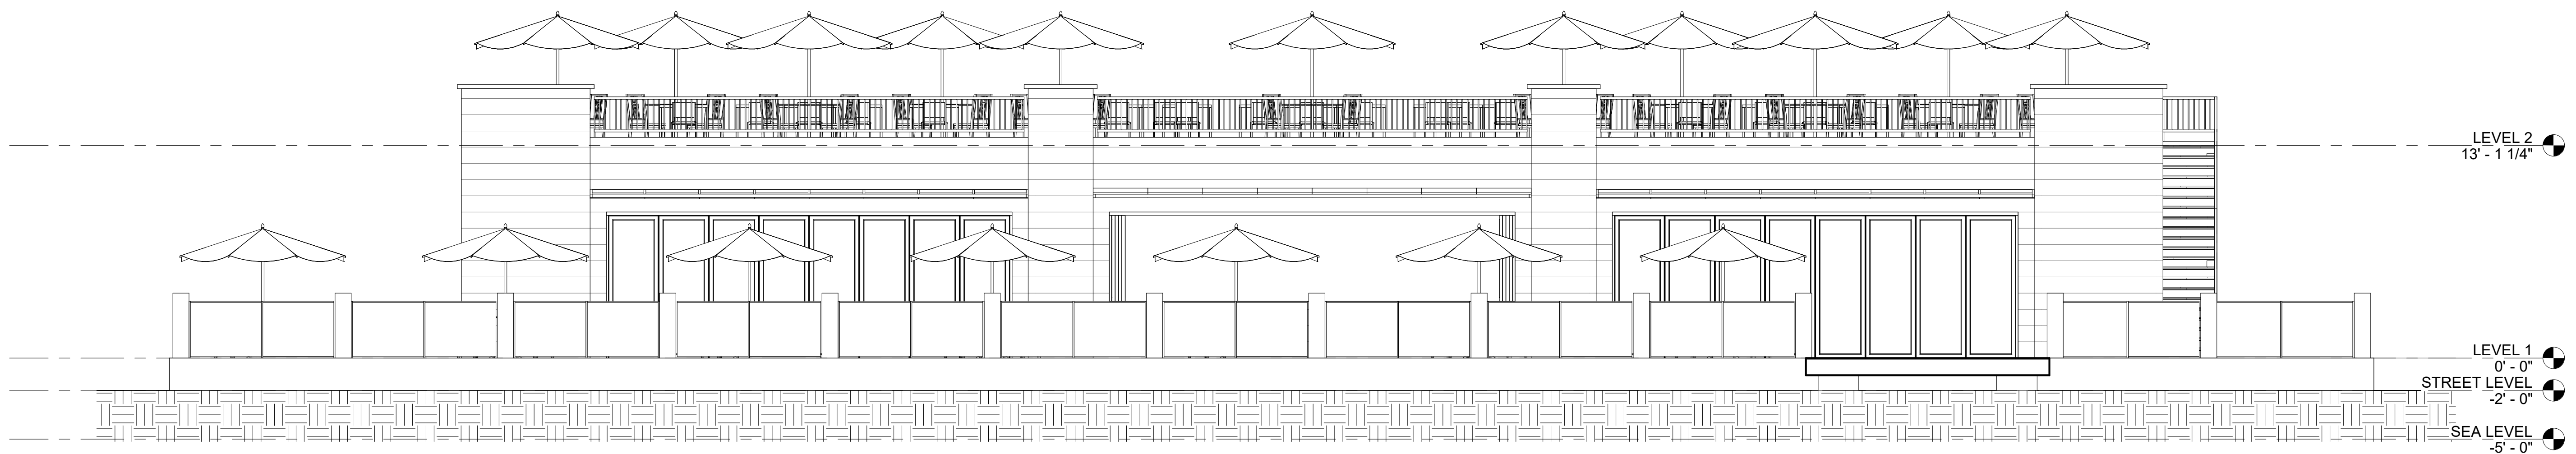 LEVEL 2
13' - 1 1/4"
LEVEL 1
0' - 0"
STREET LEVEL
-2' - 0"
SEA LEVEL
-5' - 0"